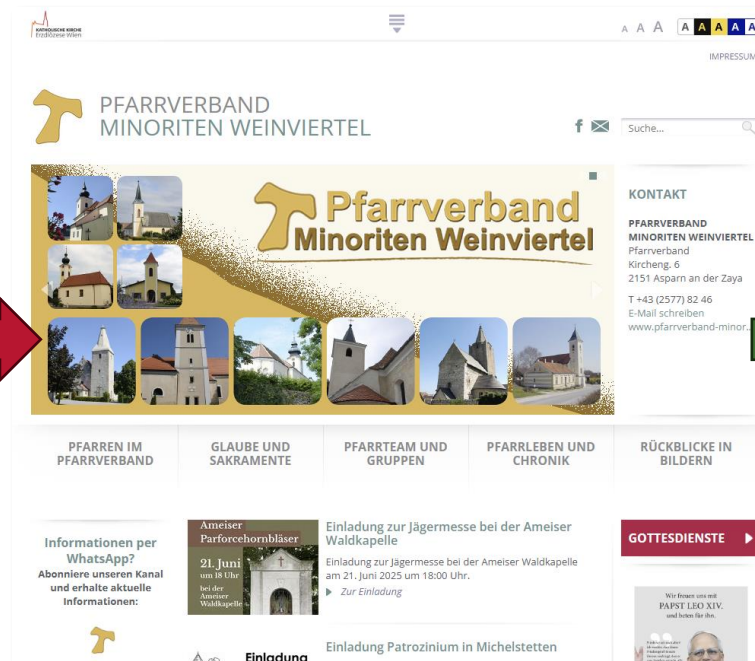 KATHOLISCHE KIRCHE
Erzdiözese Wien
A A A A A A A A
IMPRESSUM
PFARRVERBAND
MINORITEN WEINVIERTEL
f
Suche...
Pfarrverband
Minoriten Weinviertel
KONTAKT
PFARRVERBAND
MINORITEN WEINVIERTEL
Pfarrverband
Kircheng. 6
2151 Asparn an der Zaya
T +43 (2577) 82 46
E-Mail schreiben
www.pfarrverband-minor...
PFARREN IM
PFARRVERBAND
GLAUBE UND
SAKRAMENTE
PFARRTEAM UND
GRUPPEN
PFARRLEBEN UND
CHRONIK
RÜCKBLICKE IN
BILDERN
Informationen per
WhatsApp?
Abonniere unseren Kanal
und erhalte aktuelle
Informationen:
Ameiser
Parforcehornbläser
21. Juni
um 18 Uhr
bei der
Ameiser
Waldkapelle
Einladung zur Jägermesse bei der Ameiser
Waldkapelle
Einladung zur Jägermesse bei der Ameiser Waldkapelle
am 21. Juni 2025 um 18:00 Uhr.
Zur Einladung
Einladung
Einladung Patrozinium in Michelstetten
GOTTESDIENSTE
Wir freuen uns mit
PAPST LEO XIV.
und beten für ihn.